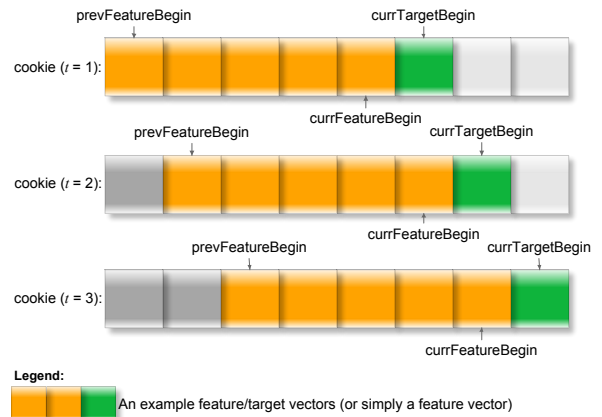 prevFeatureBegin
currTargetBegin
cookie (t = 1):
currFeatureBegin
prevFeatureBegin
currTargetBegin
cookie (t = 2):
currFeatureBegin
prevFeatureBegin
currTargetBegin
cookie (t = 3):
currFeatureBegin
Legend:
An example feature/target vectors (or simply a feature vector)